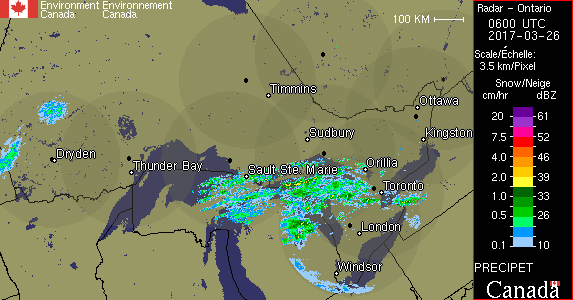 Environment Environnement
Canada Canada
100 KM
Radar - Ontario
0600 UTC
2017-03-26
Scale/Échelle:
3.5 km/Pixel
Snow/Neige
cm/hr dBZ
20 61
7.5 52
4.0 46
2.0 39
1.0 33
0.5 26
0.1 10
PRECIPET
Canada
Timmins
Ottawa
Sudbury
Kingston
Dryden
Thunder Bay
Sault Ste. Marie
Orillia
Toronto
London
Windsor